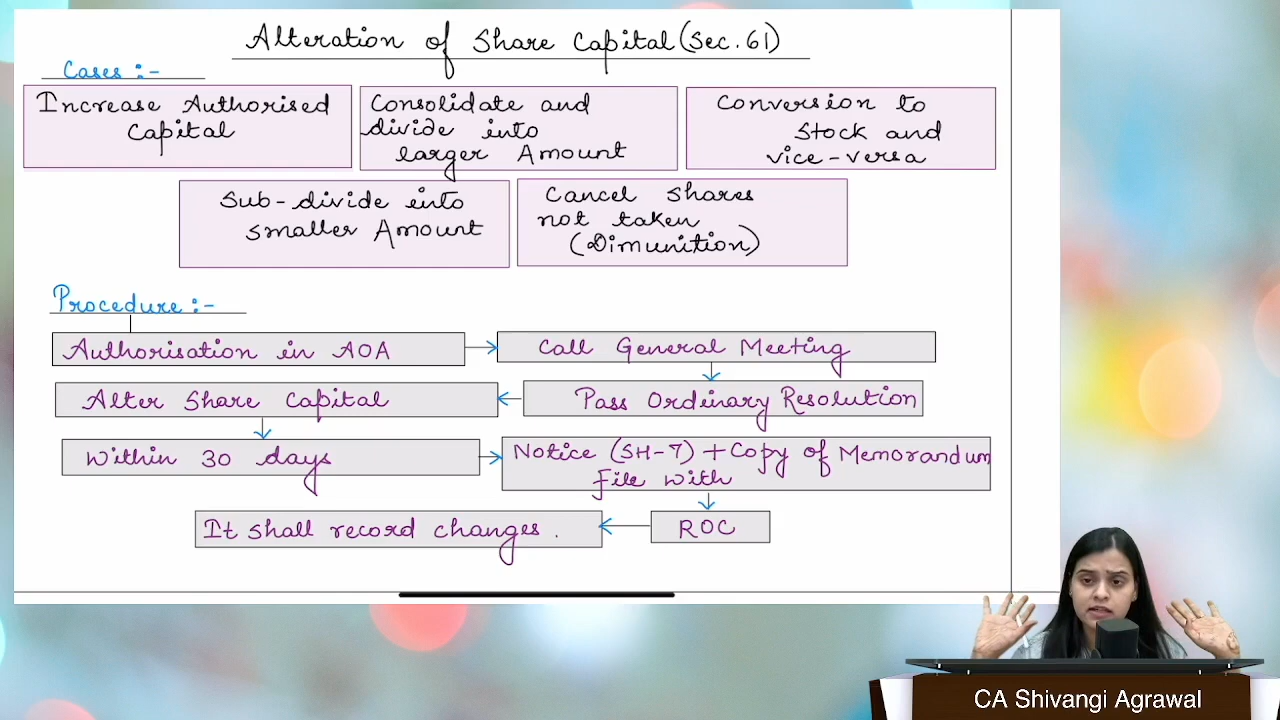 Alteration of Share Capital (Sec. 61)
Cases :-
Increase Authorised
Capital
Consolidate and
divide into
larger Amount
Conversion to
Stock and
vice-versa
Sub-divide into
smaller Amount
Cancel shares
not taken
(Dimunition)
Procedure :-
Authorisation in AOA
Call General Meeting
Alter Share Capital
Pass Ordinary Resolution
Within 30 days
Notice (SH-7) + Copy of Memorandum
file with
It shall record changes.
ROC
CA Shivangi Agrawal